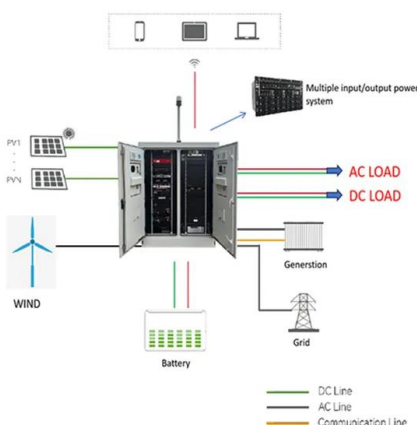 Multiple input/output power
system
PV1
PVN
AC LOAD
DC LOAD
Generstion
WIND
Grid
Battery
DC Line
AC Line
Communication Line